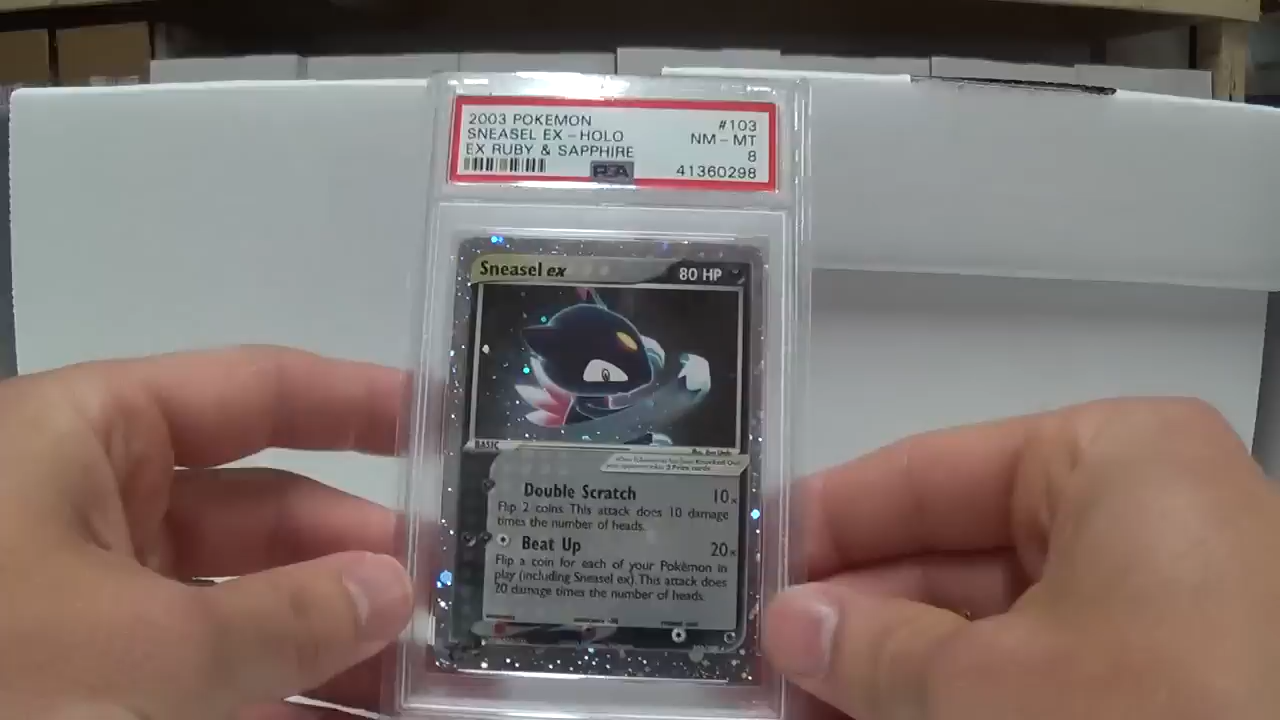 2003 POKEMON #103
SNEASEL EX - HOLO NM - MT
EX RUBY & SAPPHIRE 8
PSA 41360298
Sneasel ex 80 HP
BASIC
2 Prize cards.
Double Scratch 10x
Flip 2 coins. This attack does 10 damage
times the number of heads.
Beat Up 20x
Flip a coin for each of your Pokémon in
play (including Sneasel ex). This attack does
20 damage times the number of heads.